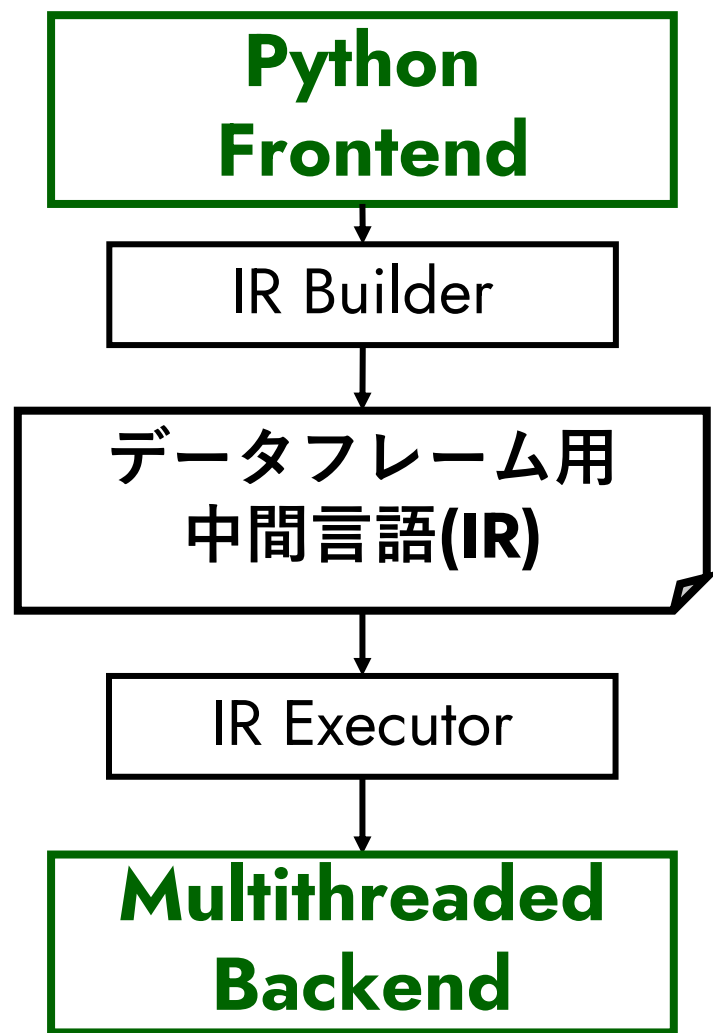 Python
Frontend
IR Builder
データフレーム用
中間言語(IR)
IR Executor
Multithreaded
Backend